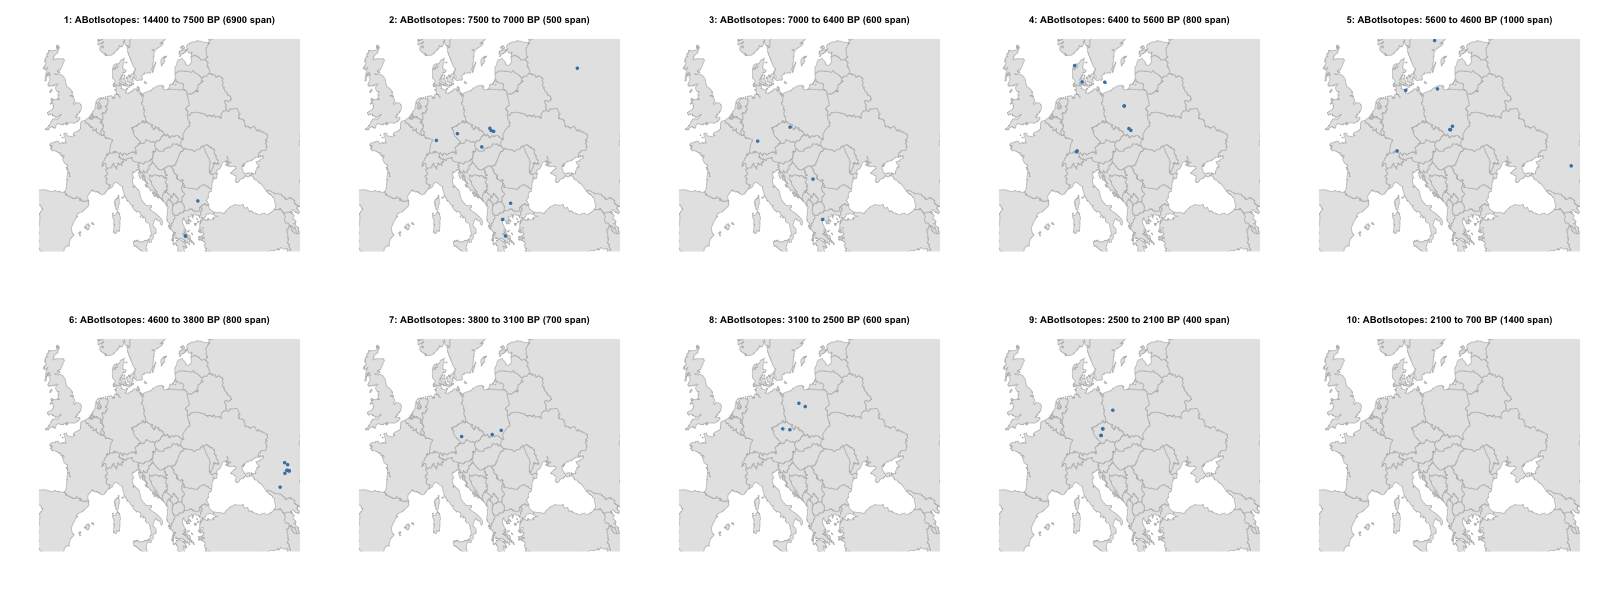 1: ABotIsotopes: 14400 to 7500 BP (6900 span)
2: ABotIsotopes: 7500 to 7000 BP (500 span)
3: ABotIsotopes: 7000 to 6400 BP (600 span)
4: ABotIsotopes: 6400 to 5600 BP (800 span)
5: ABotIsotopes: 5600 to 4600 BP (1000 span)
6: ABotIsotopes: 4600 to 3800 BP (800 span)
7: ABotIsotopes: 3800 to 3100 BP (700 span)
8: ABotIsotopes: 3100 to 2500 BP (600 span)
9: ABotIsotopes: 2500 to 2100 BP (400 span)
10: ABotIsotopes: 2100 to 700 BP (1400 span)